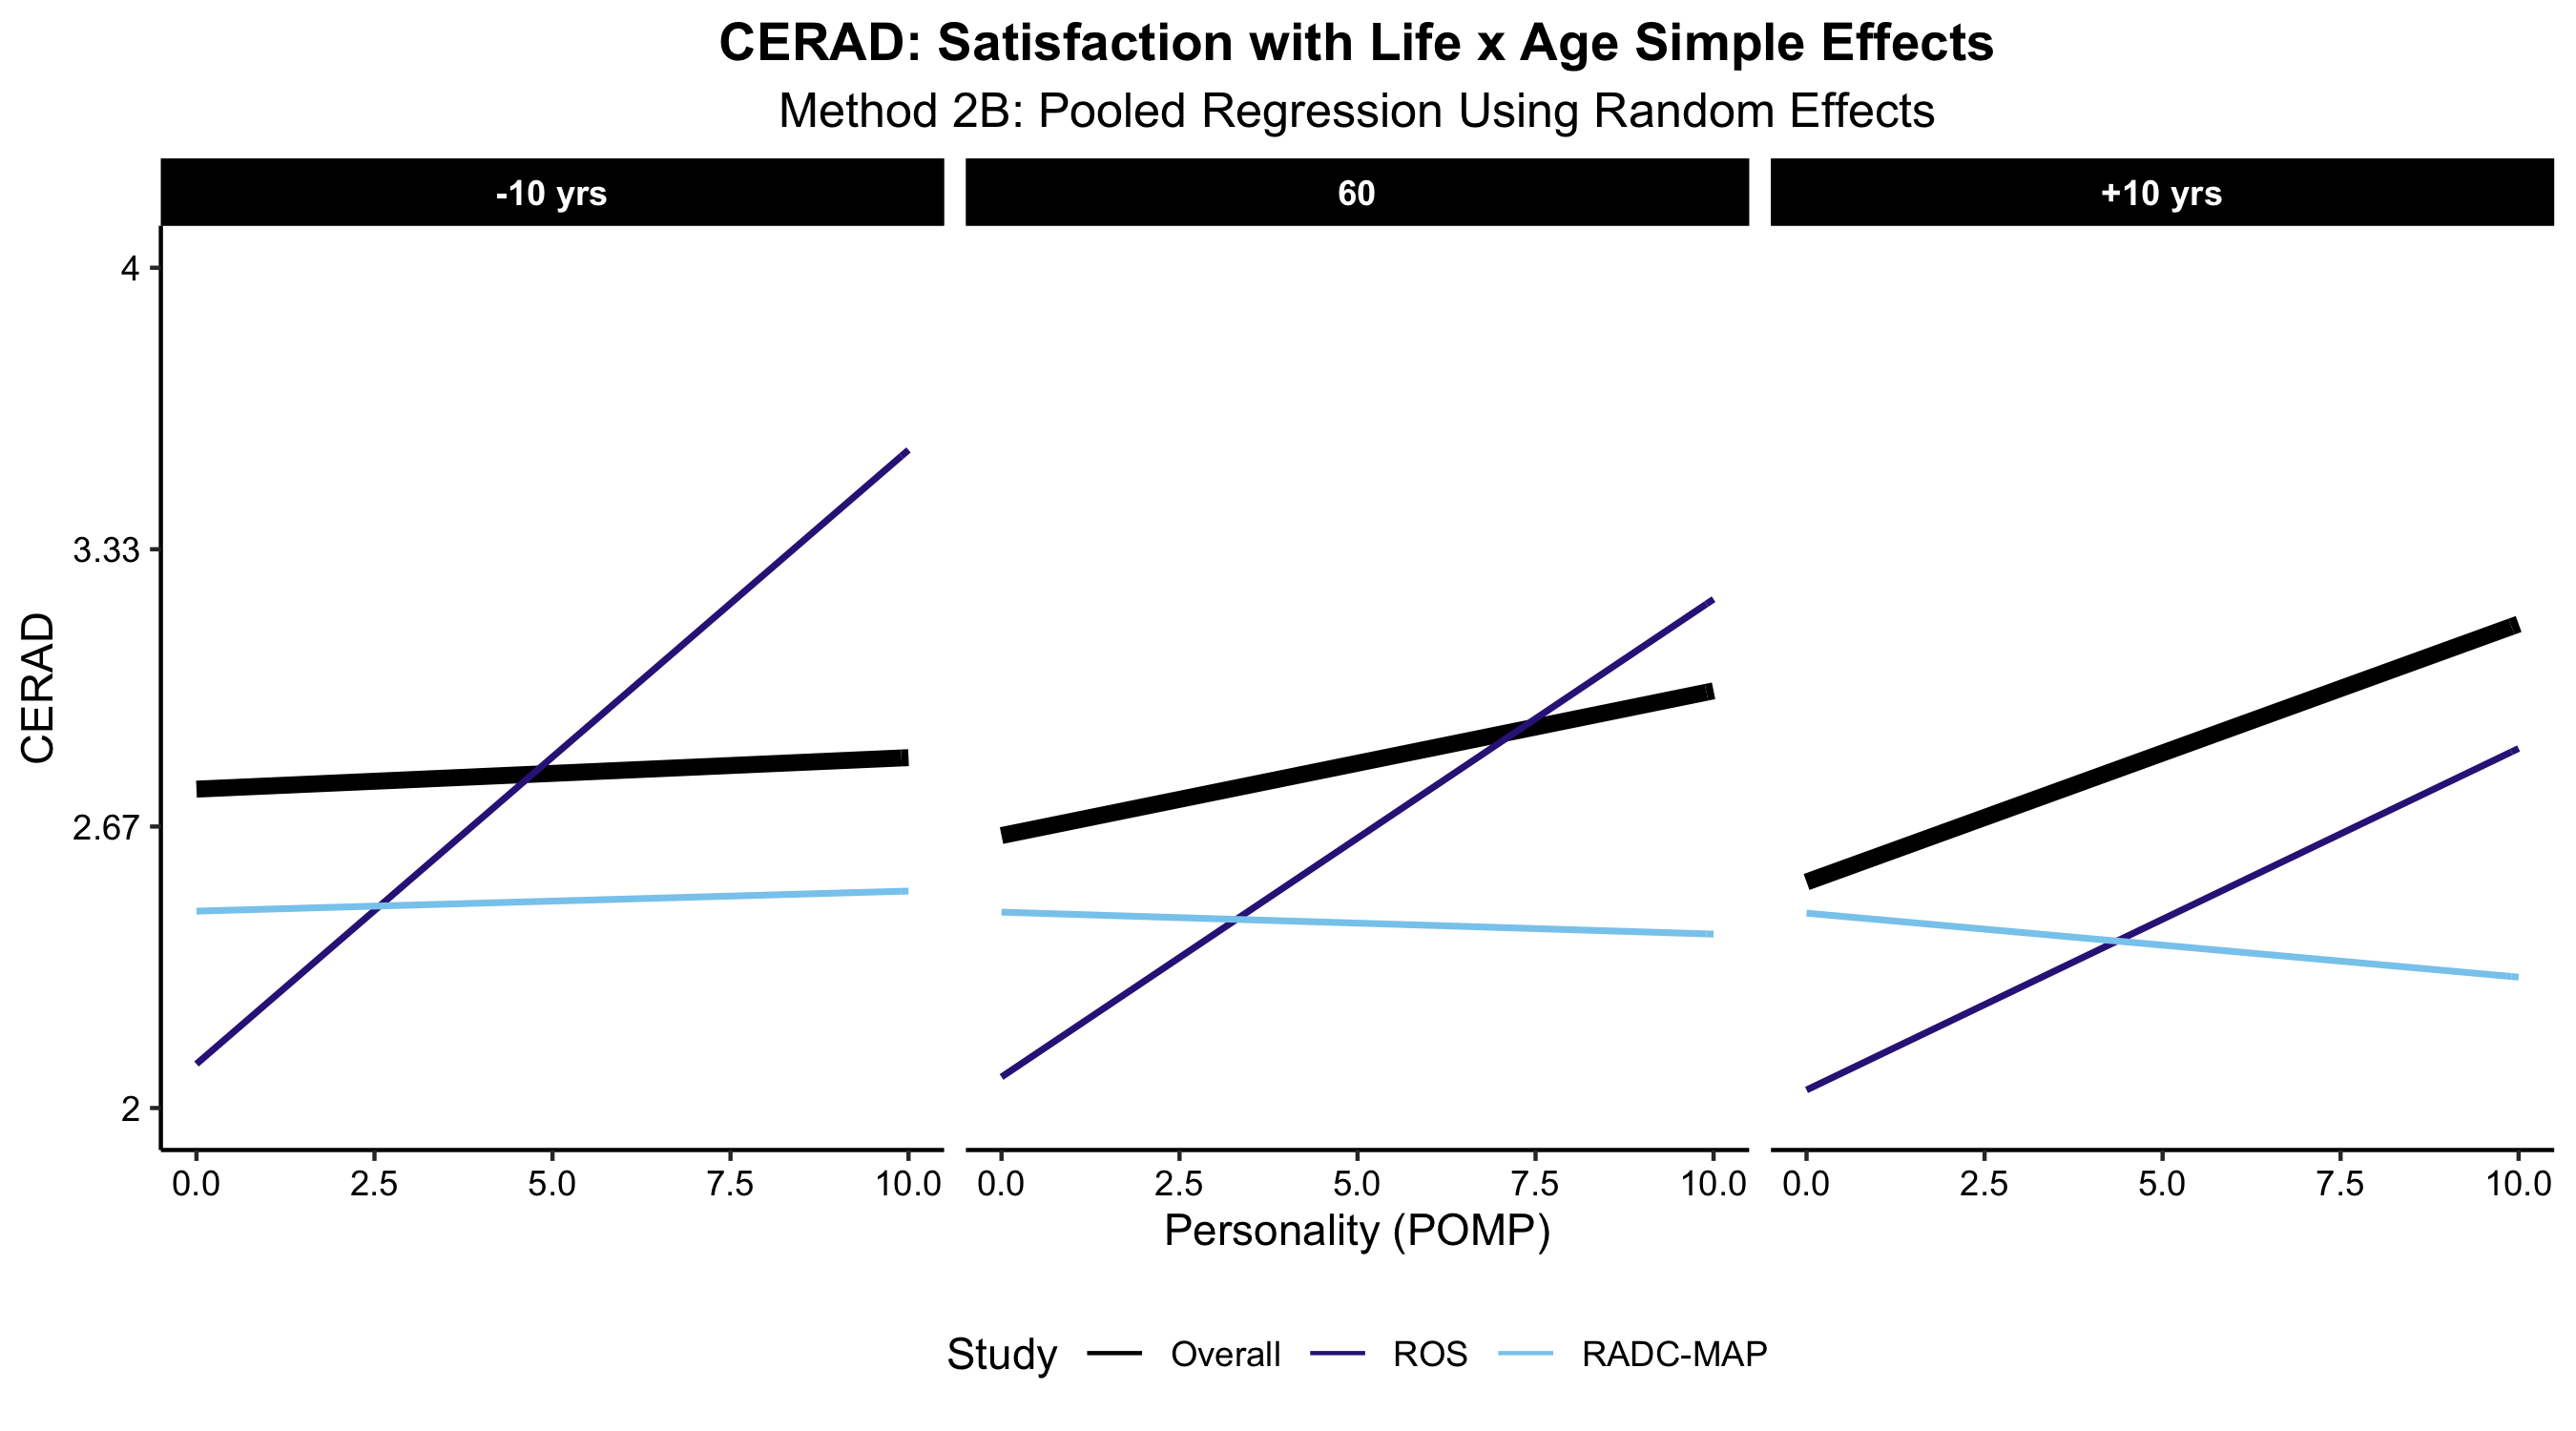 CERAD: Satisfaction with Life x Age Simple Effects
Method 2B: Pooled Regression Using Random Effects
-10 yrs 60 +10 yrs
4
3.33
2.67
2
CERAD
0.0 2.5 5.0 7.5 10.0 0.0 2.5 5.0 7.5 10.0 0.0 2.5 5.0 7.5 10.0
Personality (POMP)
Study Overall ROS RADC-MAP